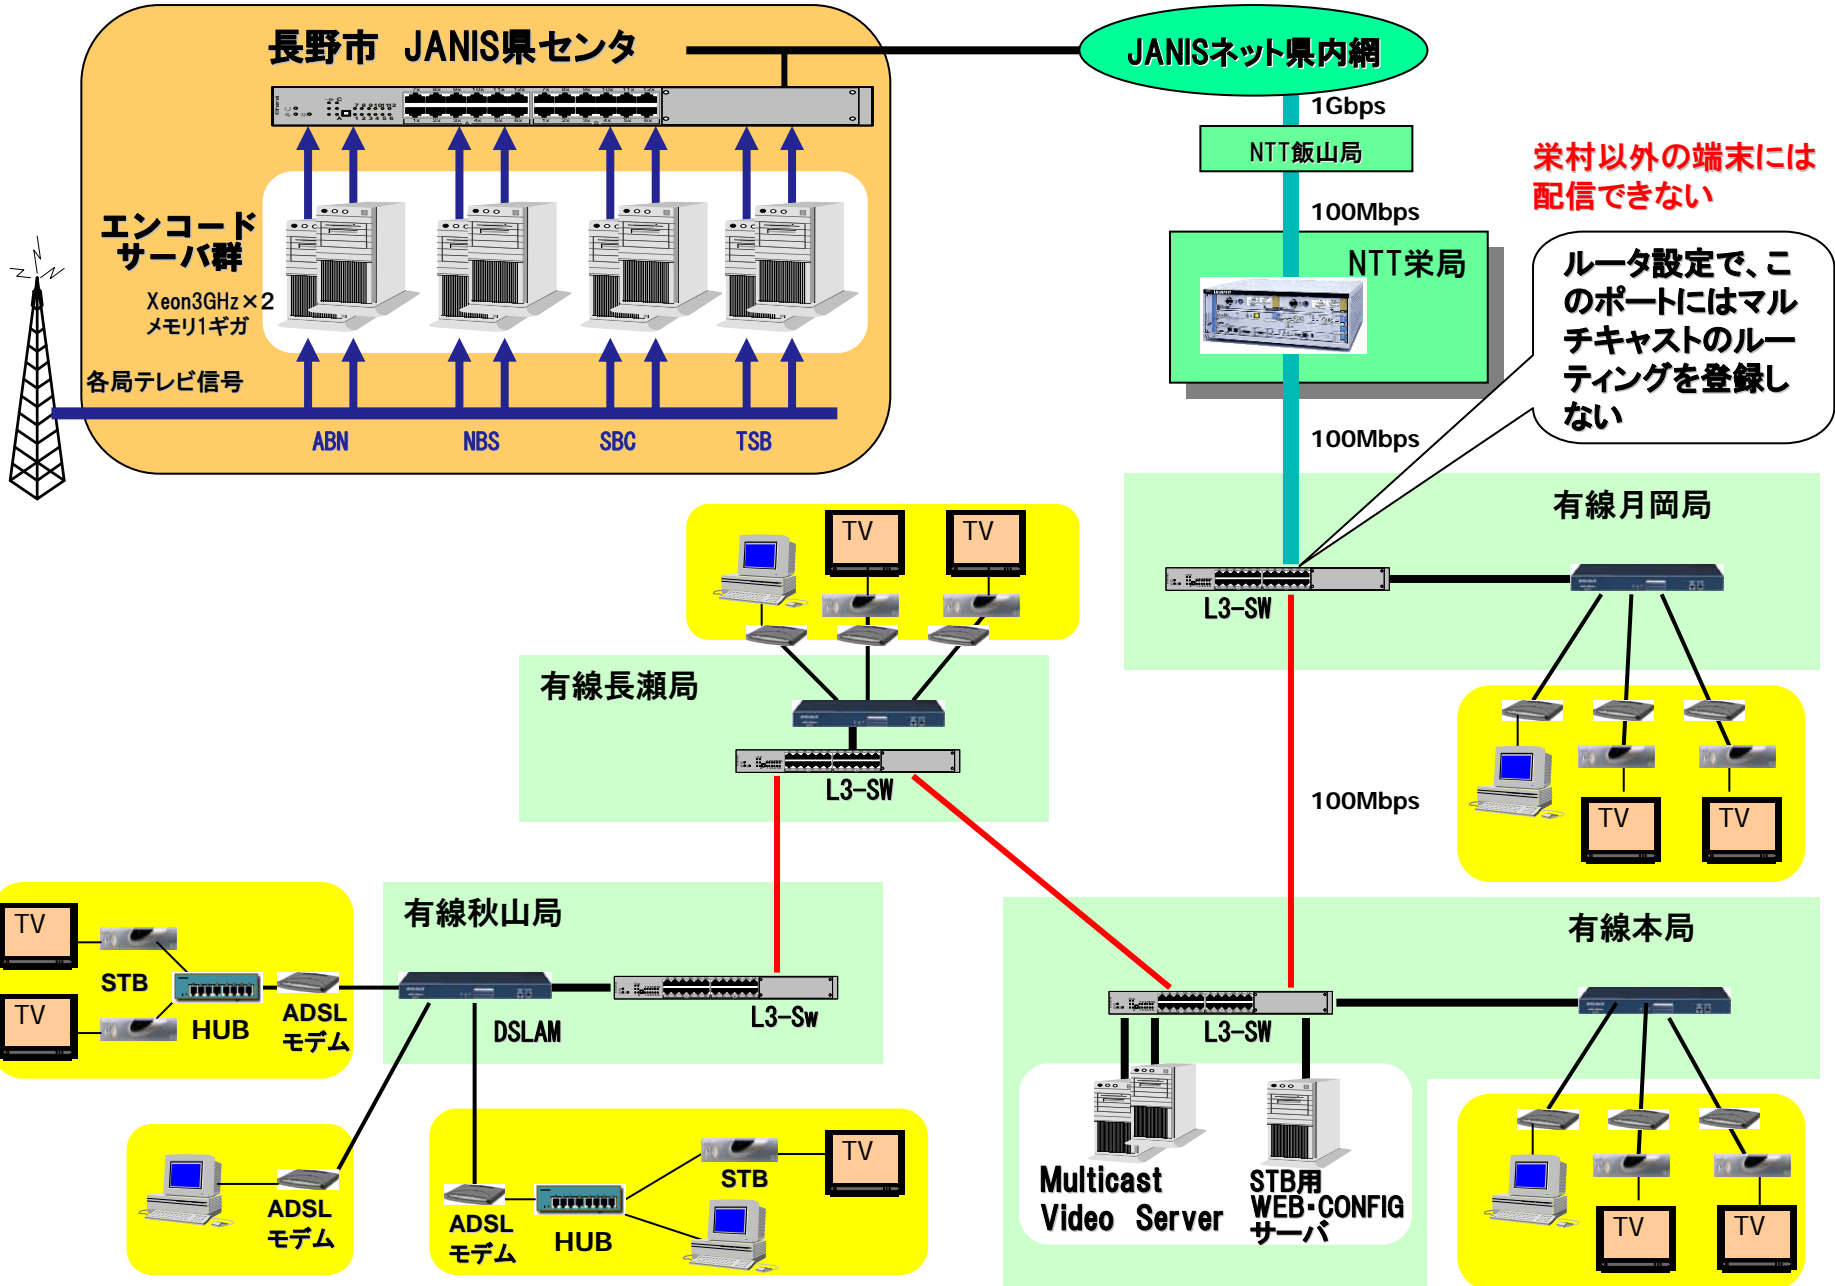 長野市 JANIS県センタ
JANISネット県内網
1Gbps
NTT飯山局
100Mbps
栄村以外の端末には
配信できない
NTT栄局
ルータ設定で、こ
のポートにはマル
チキャストのルー
ティングを登録し
ない
100Mbps
エンコード
サーバ群
Xeon3GHz×2
メモリ1ギガ
各局テレビ信号
ABN
NBS
SBC
TSB
有線月岡局
L3-SW
TV
TV
有線長瀬局
L3-SW
100Mbps
TV
TV
有線秋山局
TV
STB
TV
HUB
ADSL
モデム
DSLAM
L3-Sw
有線本局
L3-SW
Multicast
Video Server
STB用
WEB・CONFIG
サーバ
ADSL
モデム
ADSL
モデム
HUB
STB
TV
TV
TV